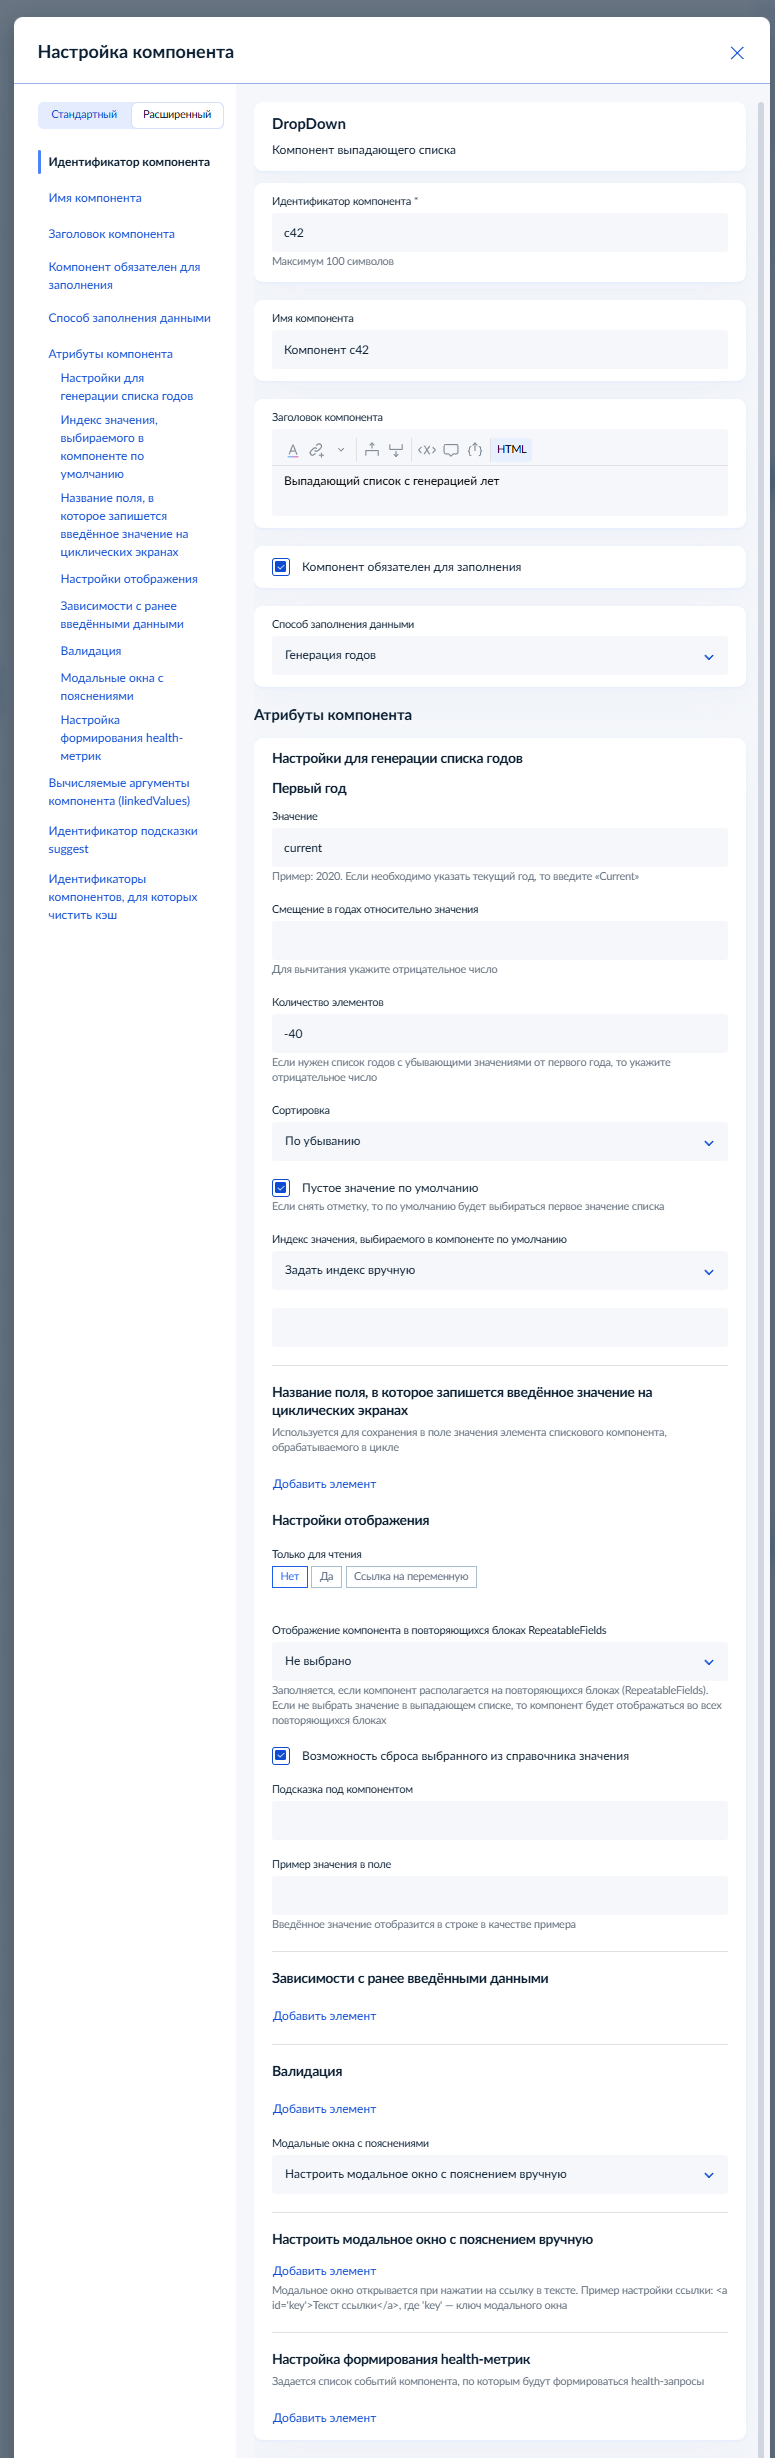 Настройка компонента
Стандартный
Расширенный
Идентификатор компонента
Имя компонента
Заголовок компонента
Компонент обязателен для
заполнения
Способ заполнения данными
Атрибуты компонента
Настройки для
генерации списка годов
Индекс значения,
выбираемого в
компоненте по
умолчанию
Название поля, в
которое запишется
введённое значение на
циклических экранах
Настройки отображения
Зависимости с ранее
введёнными данными
Валидация
Модальные окна с
пояснениями
Настройка
формирования health-
метрик
Вычисляемые аргументы
компонента (linkedValues)
Идентификатор подсказки
suggest
Идентификаторы
компонентов, для которых
чистить кэш
DropDown
Компонент выпадающего списка
Идентификатор компонента *
c42
Максимум 100 символов
Имя компонента
Компонент c42
Заголовок компонента
HTML
Выпадающий список с генерацией лет
Компонент обязателен для заполнения
Способ заполнения данными
Генерация годов
Атрибуты компонента
Настройки для генерации списка годов
Первый год
Значение
current
Пример: 2020. Если необходимо указать текущий год, то введите «Current»
Смещение в годах относительно значения
Для вычитания укажите отрицательное число
Количество элементов
-40
Если нужен список годов с убывающими значениями от первого года, то укажите
отрицательное число
Сортировка
По убыванию
Пустое значение по умолчанию
Если снять отметку, то по умолчанию будет выбираться первое значение списка
Индекс значения, выбираемого в компоненте по умолчанию
Задать индекс вручную
Название поля, в которое запишется введённое значение на
циклических экранах
Используется для сохранения в поле значения элемента спискового компонента,
обрабатываемого в цикле
Добавить элемент
Настройки отображения
Только для чтения
Нет
Да
Ссылка на переменную
Отображение компонента в повторяющихся блоках RepeatableFields
Не выбрано
Заполняется, если компонент располагается на повторяющихся блоках (RepeatableFields).
Если не выбрать значение в выпадающем списке, то компонент будет отображаться во всех
повторяющихся блоках
Возможность сброса выбранного из справочника значения
Подсказка под компонентом
Пример значения в поле
Введённое значение отобразится в строке в качестве примера
Зависимости с ранее введёнными данными
Добавить элемент
Валидация
Добавить элемент
Модальные окна с пояснениями
Настроить модальное окно с пояснением вручную
Настроить модальное окно с пояснением вручную
Добавить элемент
Модальное окно открывается при нажатии на ссылку в тексте. Пример настройки ссылки: <a
id='key'>Текст ссылки</a>, где 'key' — ключ модального окна
Настройка формирования health-метрик
Задается список событий компонента, по которым будут формироваться health-запросы
Добавить элемент